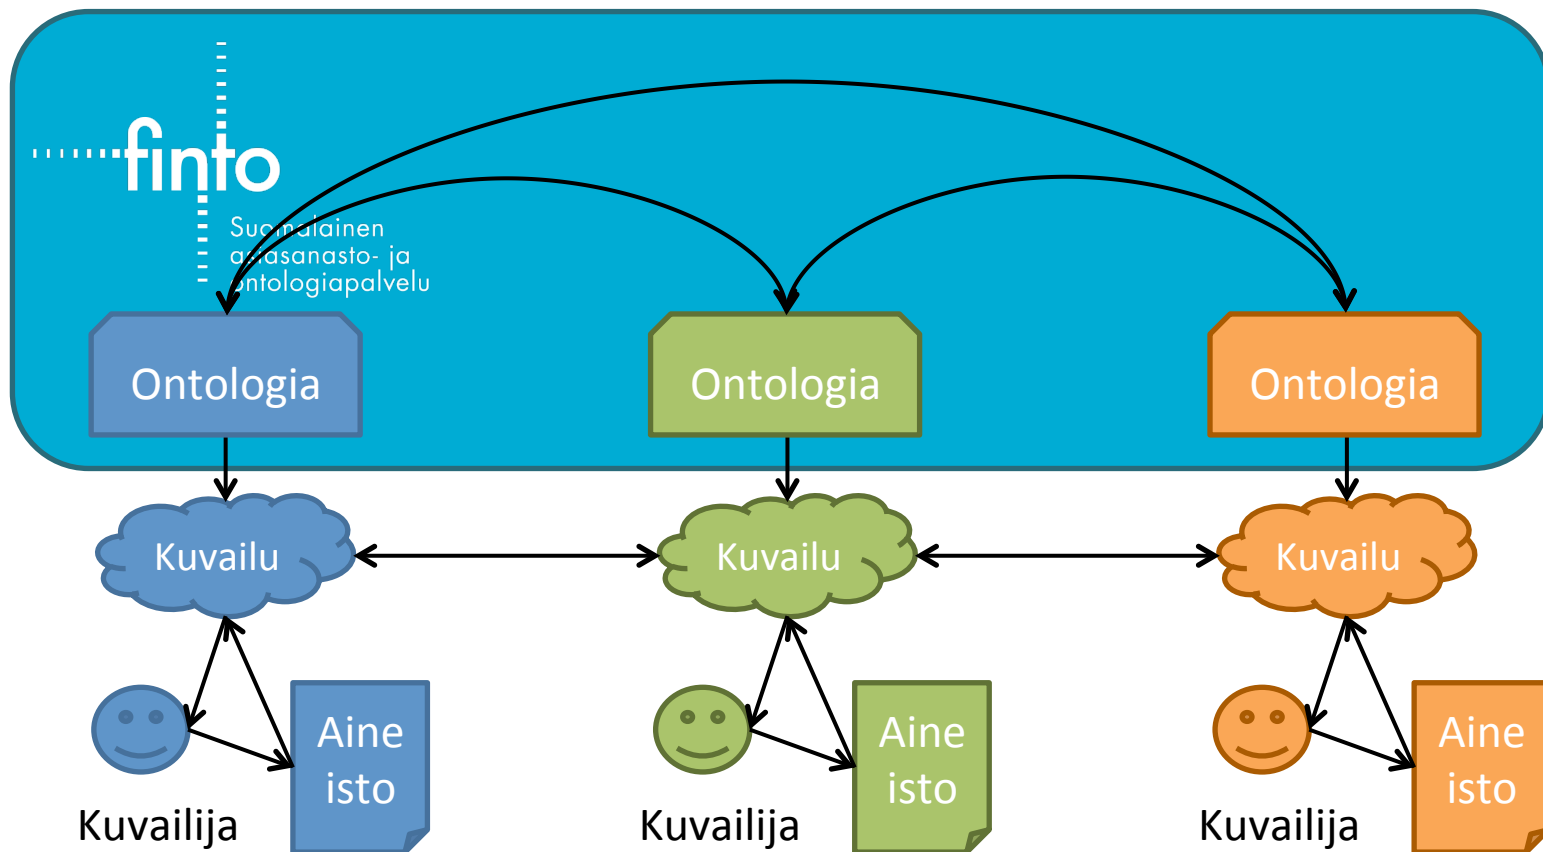 finto
Suomalainen
asiasanasto- ja
ontologiapalvelu
Ontologia
Ontologia
Ontologia
Kuvailu
Kuvailu
Kuvailu
Aine
isto
Aine
isto
Aine
isto
Kuvailija
Kuvailija
Kuvailija